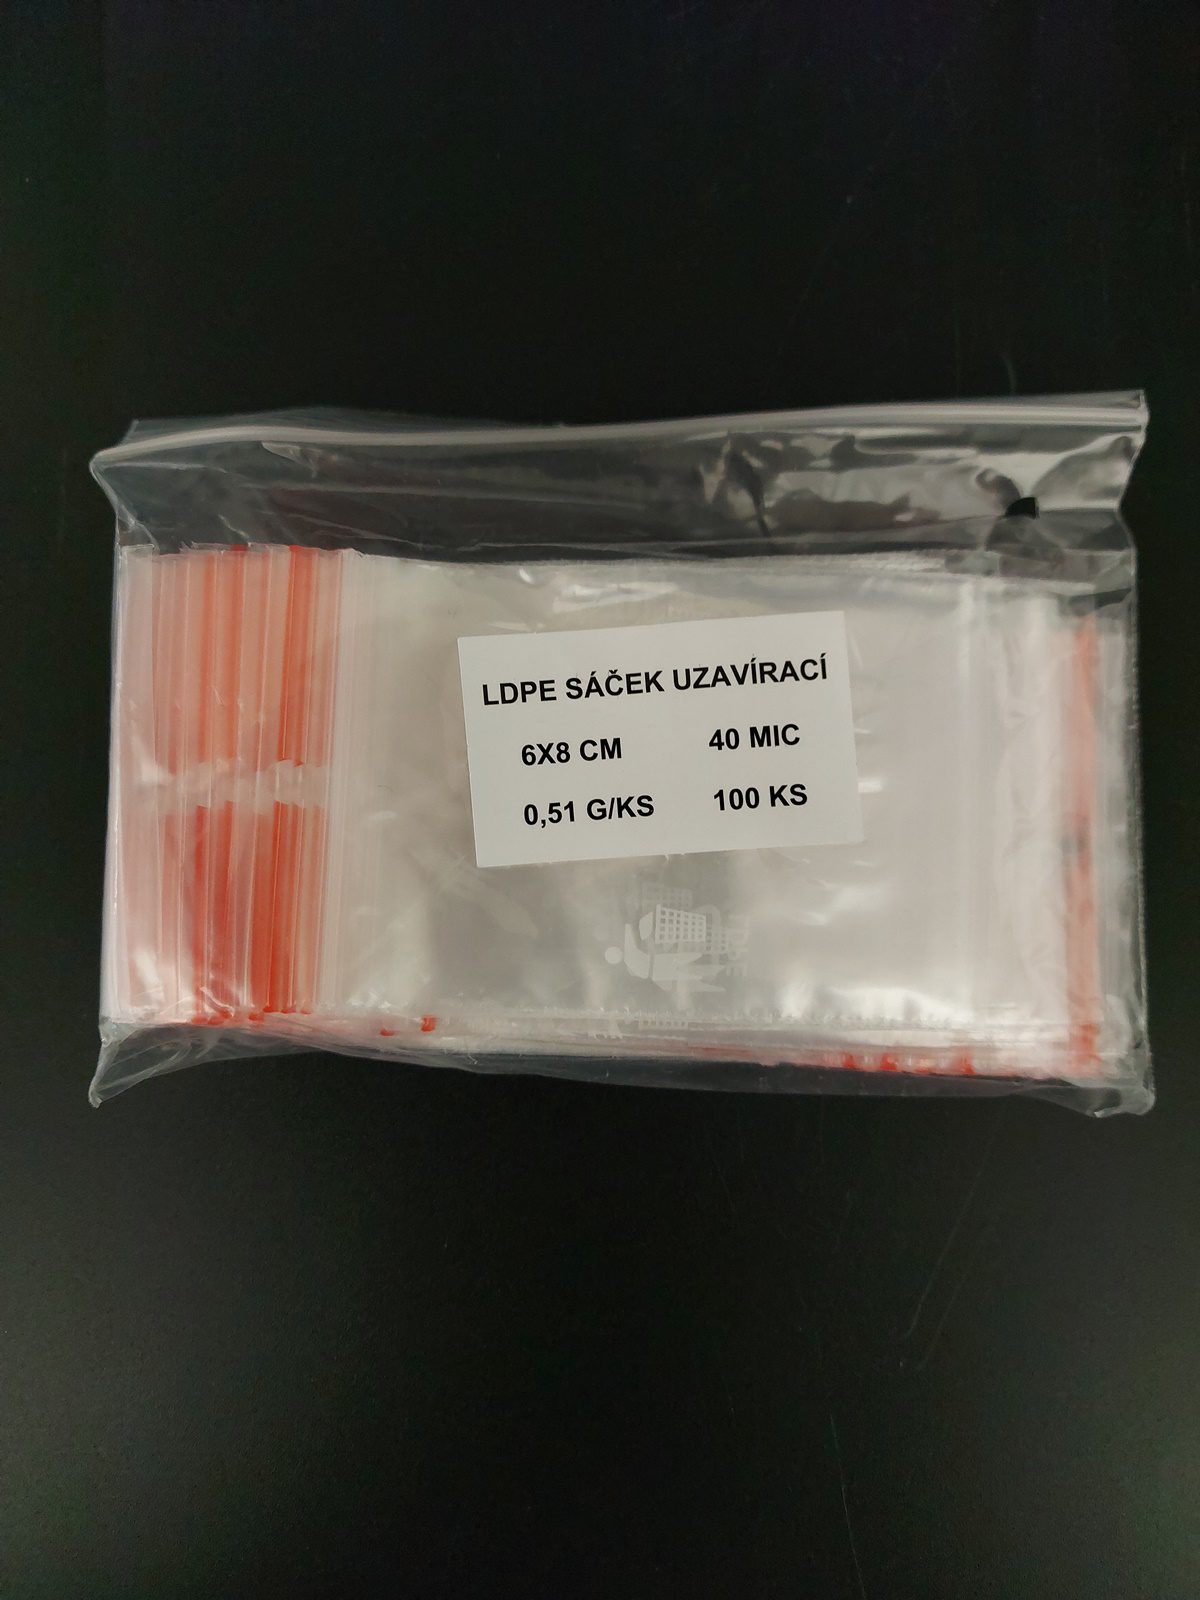 LDPE SÁČEK UZAVÍRACÍ
6X8 CM 40 MIC
0,51 G/KS 100 KS